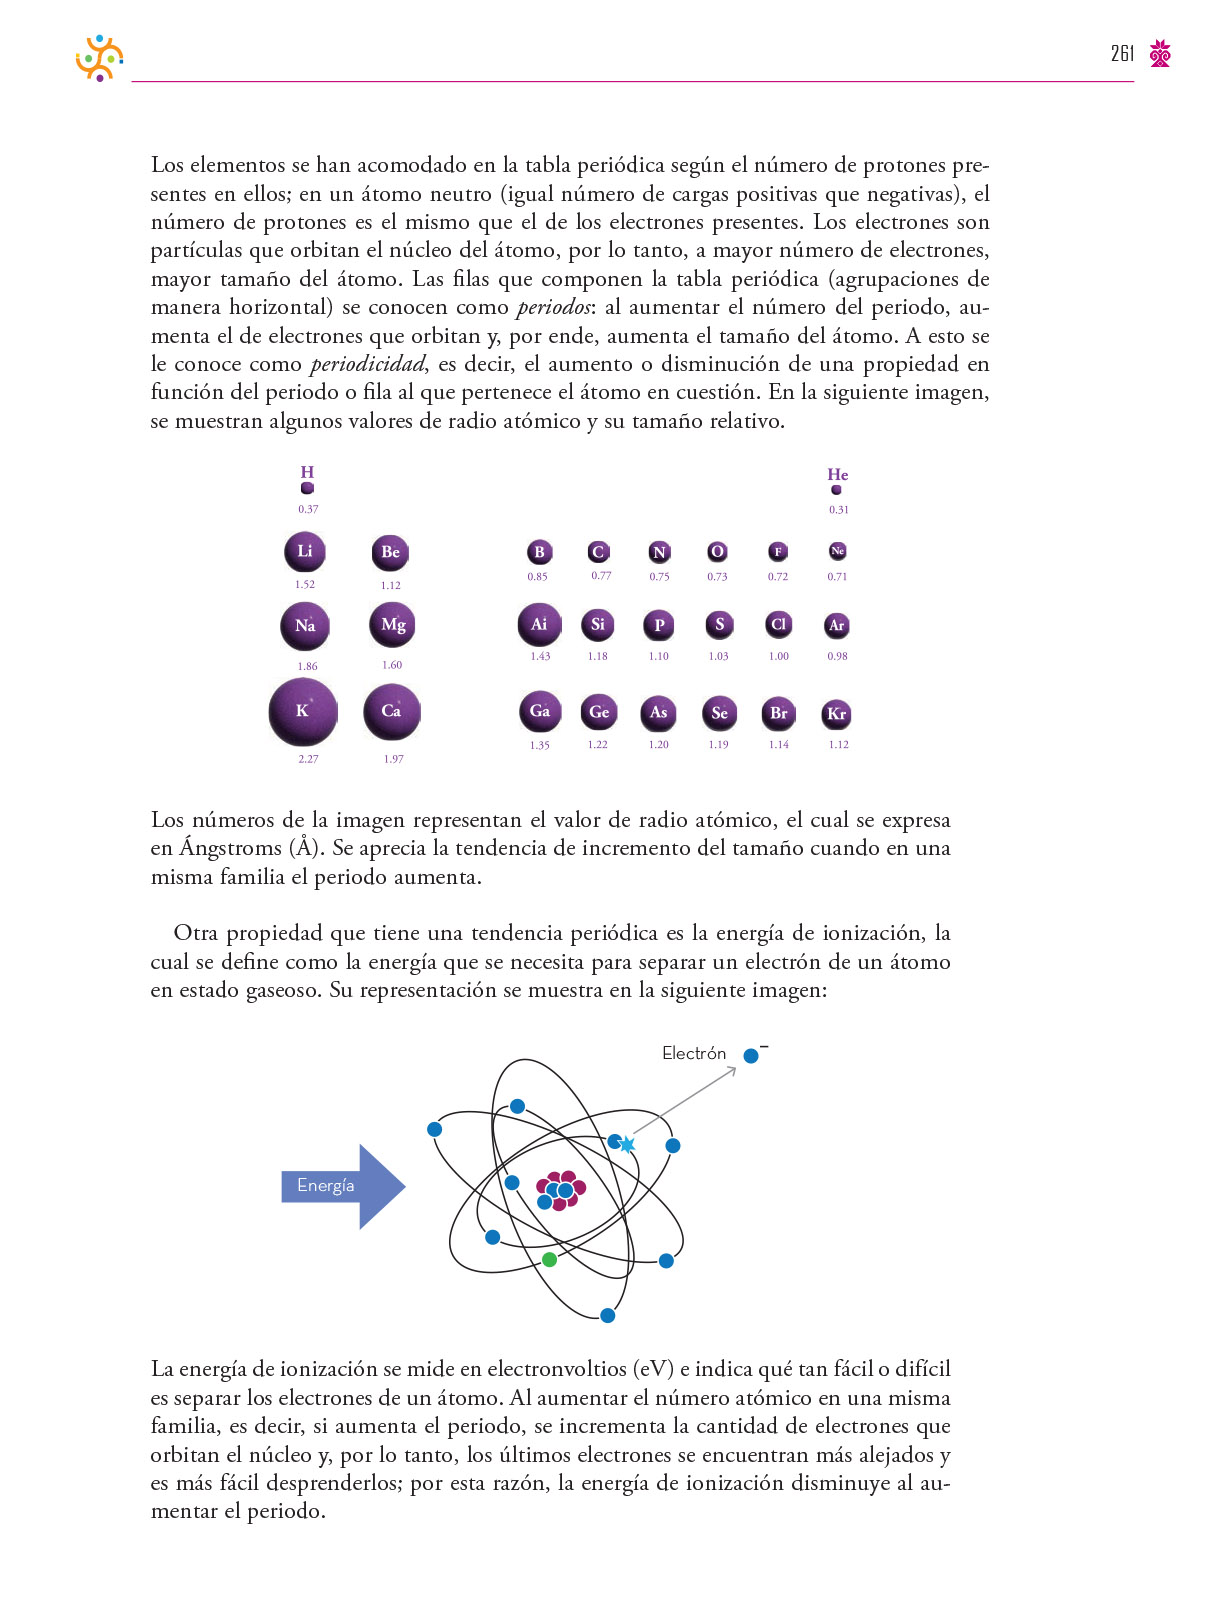 261
Los elementos se han acomodado en la tabla periódica según el número de protones pre-
sentes en ellos; en un átomo neutro (igual número de cargas positivas que negativas), el
número de protones es el mismo que el de los electrones presentes. Los electrones son
partículas que orbitan el núcleo del átomo, por lo tanto, a mayor número de electrones,
mayor tamaño del átomo. Las filas que componen la tabla periódica (agrupaciones de
manera horizontal) se conocen como periodos: al aumentar el número del periodo, au-
menta el de electrones que orbitan y, por ende, aumenta el tamaño del átomo. A esto se
le conoce como periodicidad, es decir, el aumento o disminución de una propiedad en
función del periodo o fila al que pertenece el átomo en cuestión. En la siguiente imagen,
se muestran algunos valores de radio atómico y su tamaño relativo.
H He
0.37 0.31
Li Be B C N O F Ne
1.52 1.12 0.85 0.77 0.75 0.73 0.72 0.71
Na Mg Ai Si P S Cl Ar
1.86 1.60 1.43 1.18 1.10 1.03 1.00 0.98
K Ca Ga Ge As Se Br Kr
2.27 1.97 1.35 1.22 1.20 1.19 1.14 1.12
Los números de la imagen representan el valor de radio atómico, el cual se expresa
en Ángstroms (Å). Se aprecia la tendencia de incremento del tamaño cuando en una
misma familia el periodo aumenta.
Otra propiedad que tiene una tendencia periódica es la energía de ionización, la
cual se define como la energía que se necesita para separar un electrón de un átomo
en estado gaseoso. Su representación se muestra en la siguiente imagen:
Electrón –
Energía
La energía de ionización se mide en electronvoltios (eV) e indica qué tan fácil o difícil
es separar los electrones de un átomo. Al aumentar el número atómico en una misma
familia, es decir, si aumenta el periodo, se incrementa la cantidad de electrones que
orbitan el núcleo y, por lo tanto, los últimos electrones se encuentran más alejados y
es más fácil desprenderlos; por esta razón, la energía de ionización disminuye al au-
mentar el periodo.